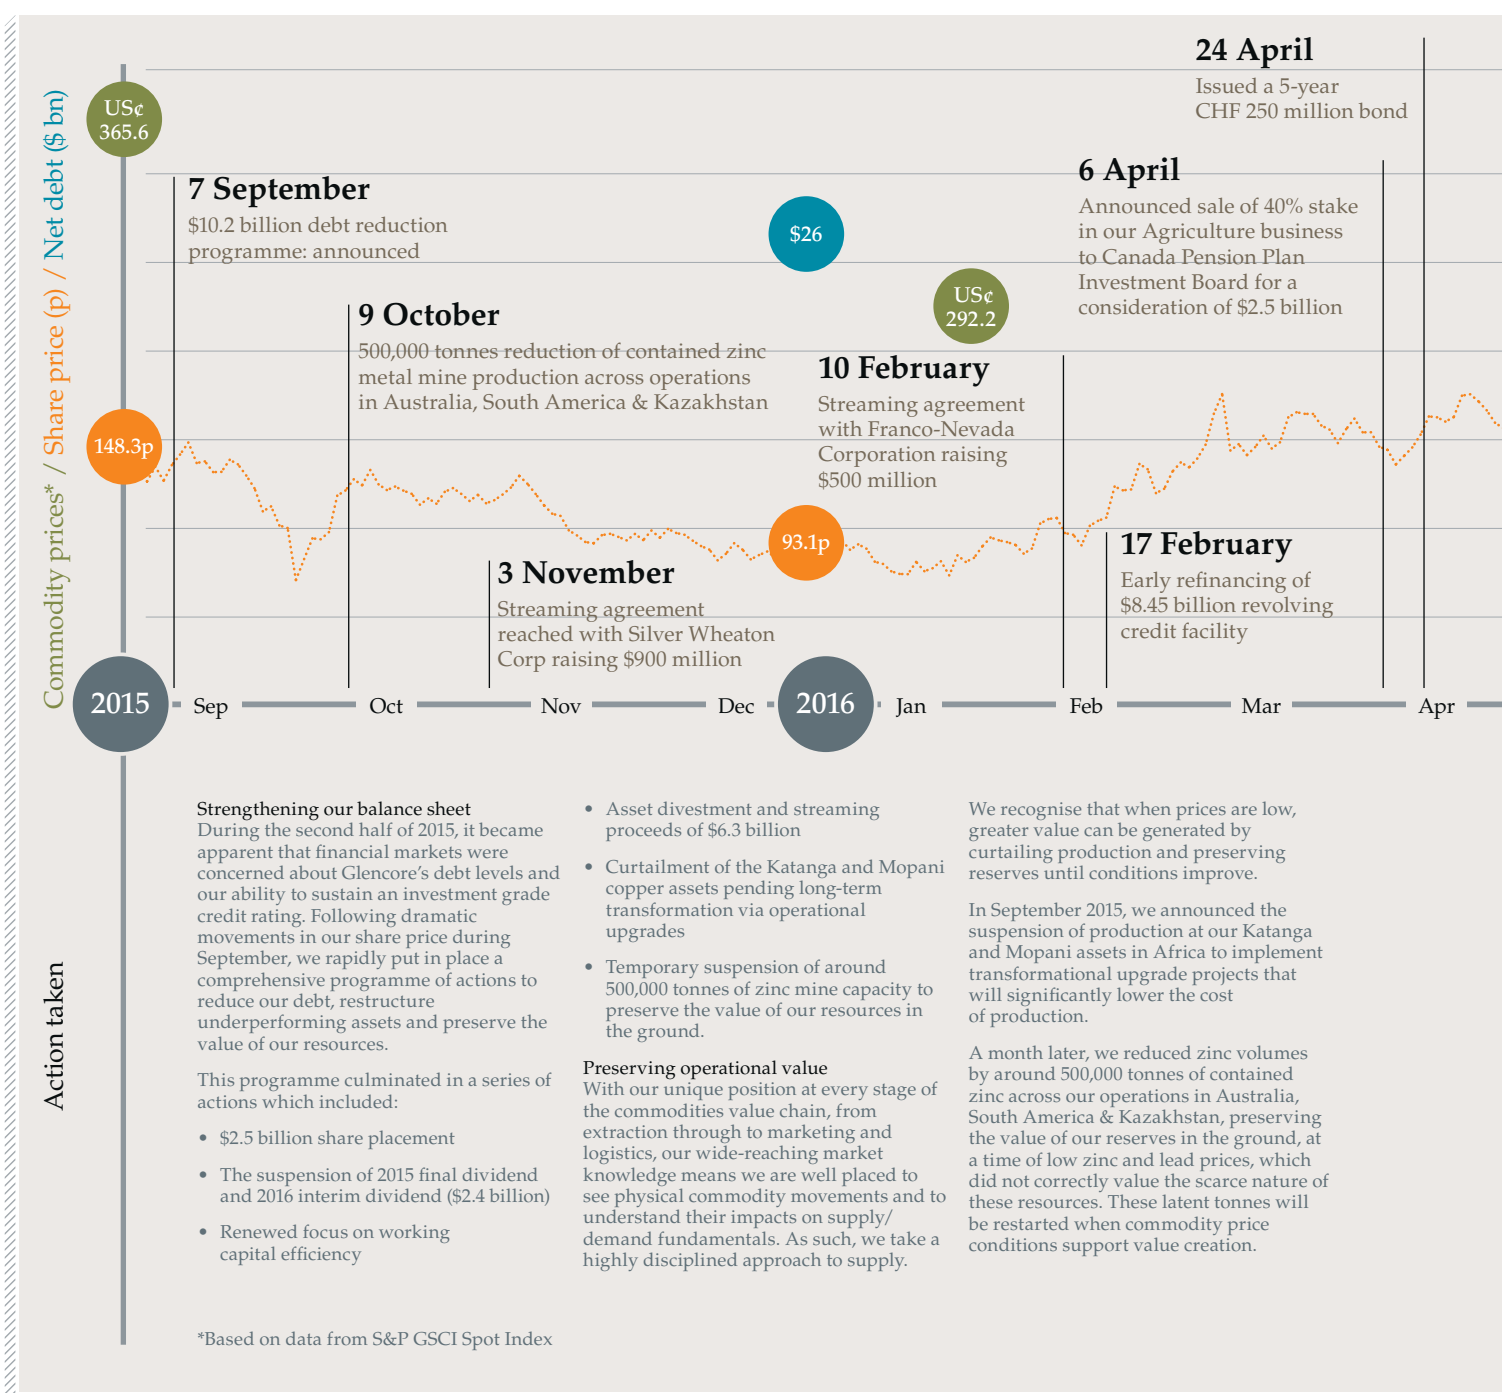 Commodity prices* / Share price (p) / Net debt ($ bn)
US¢
365.6
148.3p
7 September
$10.2 billion debt reduction
programme: announced
9 October
500,000 tonnes reduction of contained zinc
metal mine production across operations
in Australia, South America & Kazakhstan
3 November
Streaming agreement
reached with Silver Wheaton
Corp raising $900 million
$26
93.1p
US¢
292.2
10 February
Streaming agreement
with Franco-Nevada
Corporation raising
$500 million
17 February
Early refinancing of
$8.45 billion revolving
credit facility
6 April
Announced sale of 40% stake
in our Agriculture business
to Canada Pension Plan
Investment Board for a
consideration of $2.5 billion
24 April
Issued a 5-year
CHF 250 million bond
2015 Sep Oct Nov Dec 2016 Jan Feb Mar Apr
Action taken
Strengthening our balance sheet
During the second half of 2015, it became
apparent that financial markets were
concerned about Glencore's debt levels and
our ability to sustain an investment grade
credit rating. Following dramatic
movements in our share price during
September, we rapidly put in place a
comprehensive programme of actions to
reduce our debt, restructure
underperforming assets and preserve the
value of our resources.
This programme culminated in a series of
actions which included:
• $2.5 billion share placement
• The suspension of 2015 final dividend
and 2016 interim dividend ($2.4 billion)
• Renewed focus on working
capital efficiency
• Asset divestment and streaming
proceeds of $6.3 billion
• Curtailment of the Katanga and Mopani
copper assets pending long-term
transformation via operational
upgrades
• Temporary suspension of around
500,000 tonnes of zinc mine capacity to
preserve the value of our resources in
the ground.
Preserving operational value
With our unique position at every stage of
the commodities value chain, from
extraction through to marketing and
logistics, our wide-reaching market
knowledge means we are well placed to
see physical commodity movements and to
understand their impacts on supply/
demand fundamentals. As such, we take a
highly disciplined approach to supply.
We recognise that when prices are low,
greater value can be generated by
curtailing production and preserving
reserves until conditions improve.
In September 2015, we announced the
suspension of production at our Katanga
and Mopani assets in Africa to implement
transformational upgrade projects that
will significantly lower the cost
of production.
A month later, we reduced zinc volumes
by around 500,000 tonnes of contained
zinc across our operations in Australia,
South America & Kazakhstan, preserving
the value of our reserves in the ground, at
a time of low zinc and lead prices, which
did not correctly value the scarce nature of
these resources. These latent tonnes will
be restarted when commodity price
conditions support value creation.
*Based on data from S&P GSCI Spot Index